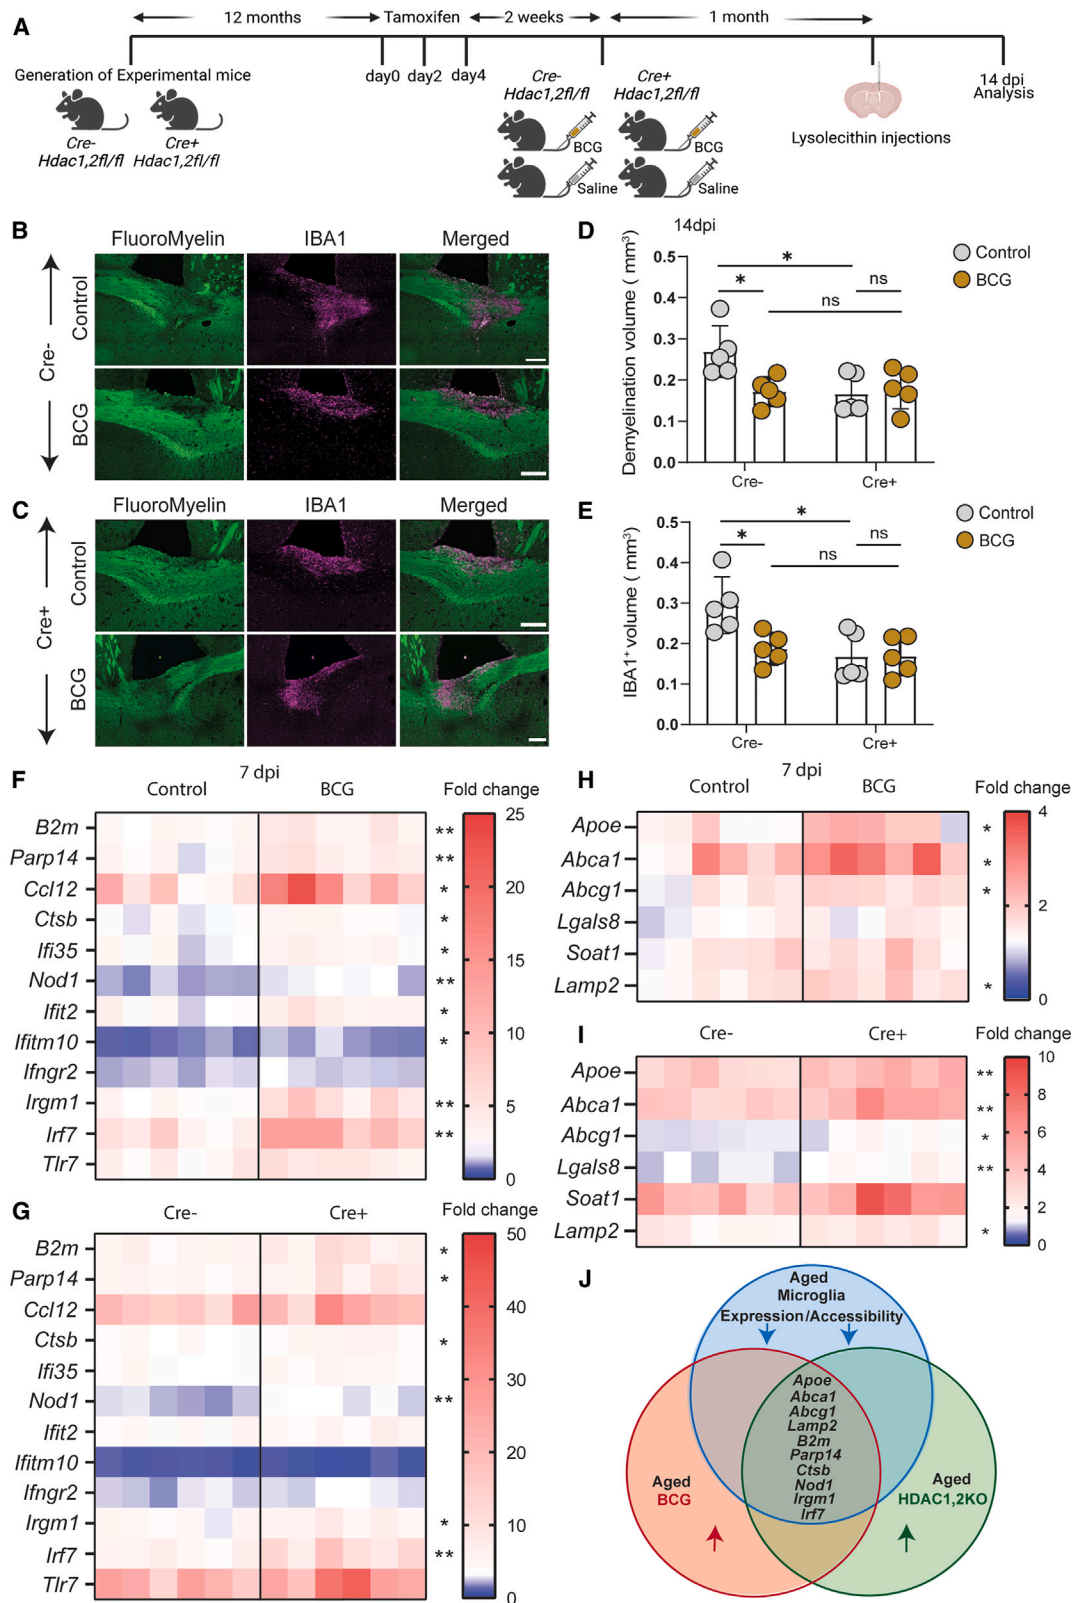 A
12 months
Tamoxifen
2 weeks
1 month
Generation of Experimental mice
day0 day2 day4
Cre-
Hdac1,2fl/fl
Cre+
Hdac1,2fl/fl
14 dpi
Analysis
Cre-
Hdac1,2fl/fl
Cre+
Hdac1,2fl/fl
BCG
BCG
Saline
Saline
Lysolecithin injections
B
FluoroMyelin
IBA1
Merged
Cre-
Control
BCG
C
FluoroMyelin
IBA1
Merged
Cre+
Control
BCG
D
14dpi
Demyelination volume ( mm³)
0.5
0.4
0.3
0.2
0.1
0.0
*
*
ns
ns
Cre-
Cre+
Control
BCG
E
IBA1⁺ volume ( mm³)
0.5
0.4
0.3
0.2
0.1
0.0
*
*
ns
ns
Cre-
Cre+
Control
BCG
F
7 dpi
Control
BCG
Fold change
B2m **
Parp14 **
Ccl12 *
Ctsb *
Ifi35 *
Nod1 **
Ifit2 *
Ifitm10 *
Ifngr2
Irgm1 **
Irf7 **
Tlr7
25
20
15
10
5
0
G
Cre-
Cre+
Fold change
B2m *
Parp14 *
Ccl12
Ctsb *
Ifi35
Nod1 **
Ifit2
Ifitm10
Ifngr2
Irgm1 *
Irf7 **
Tlr7
50
40
30
20
10
0
H
7 dpi
Control
BCG
Fold change
Apoe *
Abca1 *
Abcg1 *
Lgals8
Soat1
Lamp2 *
4
2
0
I
Cre-
Cre+
Fold change
Apoe **
Abca1 **
Abcg1 *
Lgals8 **
Soat1
Lamp2 *
10
8
6
4
2
0
J
Aged
Microglia
Expression/Accessibility
Apoe
Abca1
Abcg1
Lamp2
B2m
Parp14
Ctsb
Nod1
Irgm1
Irf7
Aged
BCG
Aged
HDAC1,2KO